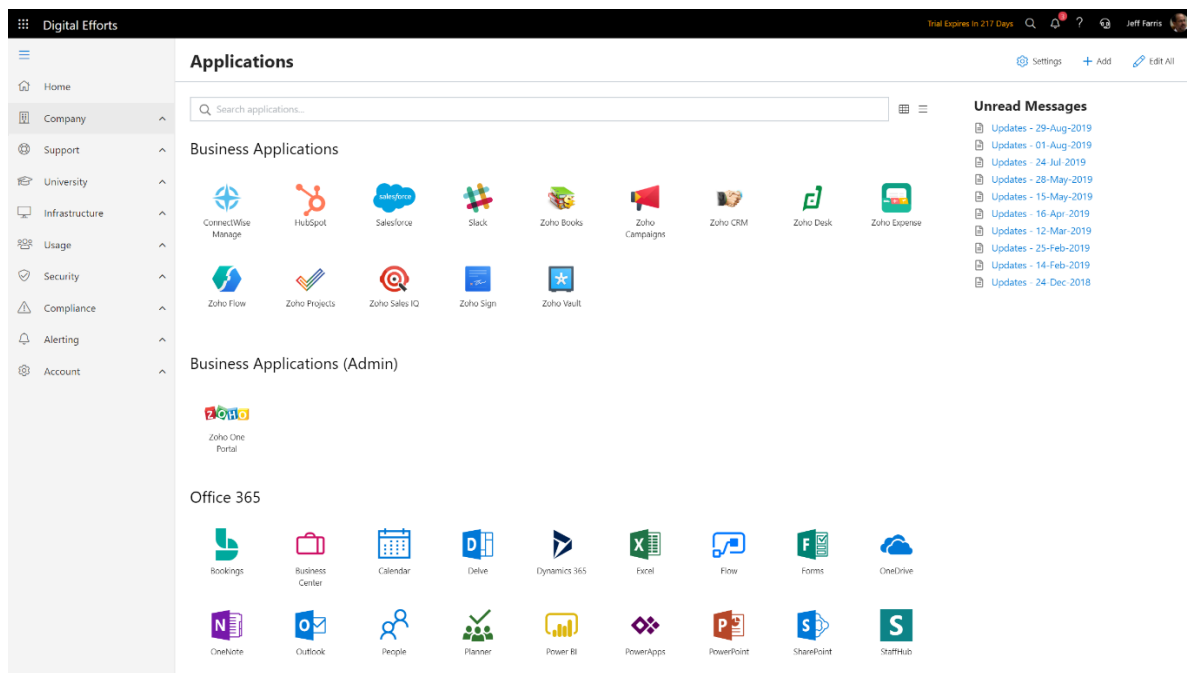 Digital Efforts
Trial Expires In 217 Days
3
?
Jeff Farris
Home
Company
Support
University
Infrastructure
Usage
Security
Compliance
Alerting
Account
Applications
Settings
Add
Edit All
Search applications...
Business Applications
ConnectWise
Manage
HubSpot
salesforce
Salesforce
Slack
Zoho Books
Zoho
Campaigns
Zoho CRM
Zoho Desk
Zoho Expense
Zoho Flow
Zoho Projects
Zoho Sales IQ
Zoho Sign
Zoho Vault
Business Applications (Admin)
ZOHO
Zoho One
Portal
Office 365
Bookings
Business
Center
Calendar
D
Delve
Dynamics 365
X
Excel
Flow
F
Forms
OneDrive
N
OneNote
O
Outlook
People
Planner
Power BI
PowerApps
P
PowerPoint
S
SharePoint
S
StaffHub
Unread Messages
Updates - 29-Aug-2019
Updates - 01-Aug-2019
Updates - 24-Jul-2019
Updates - 28-May-2019
Updates - 15-May-2019
Updates - 16-Apr-2019
Updates - 12-Mar-2019
Updates - 25-Feb-2019
Updates - 14-Feb-2019
Updates - 24-Dec-2018